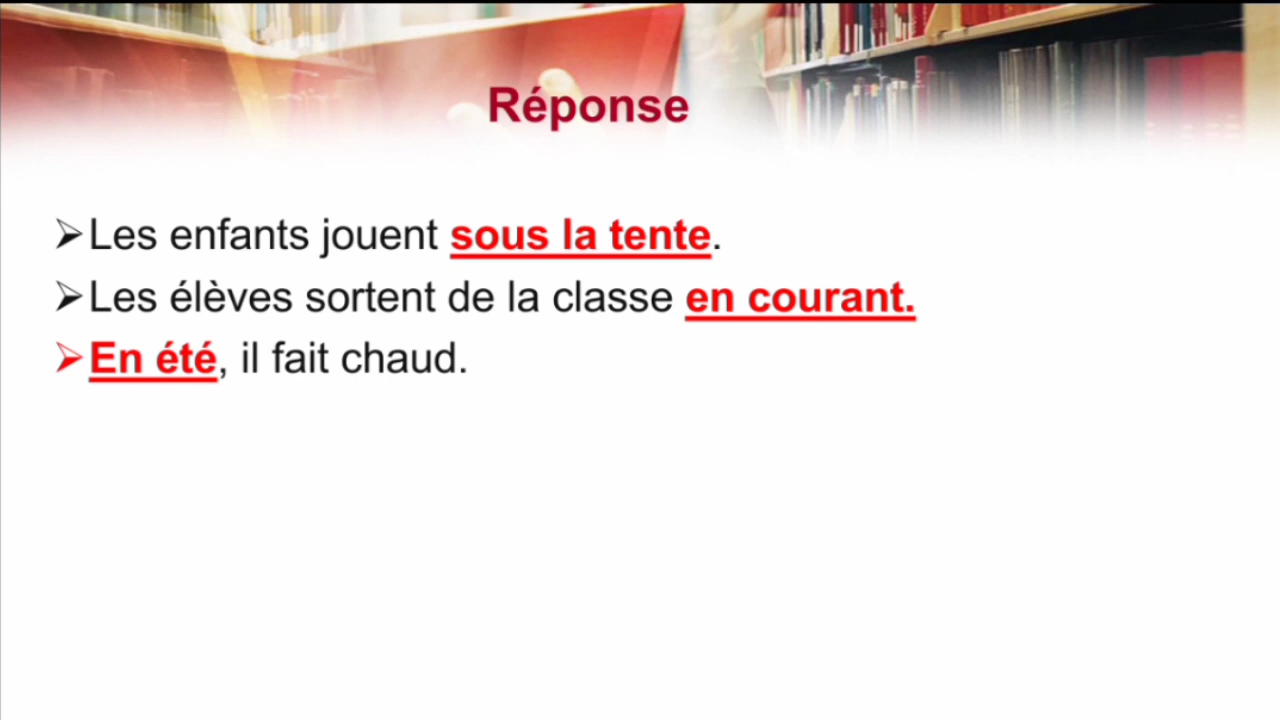 Réponse
➢Les enfants jouent sous la tente.
➢Les élèves sortent de la classe en courant.
➢En été, il fait chaud.